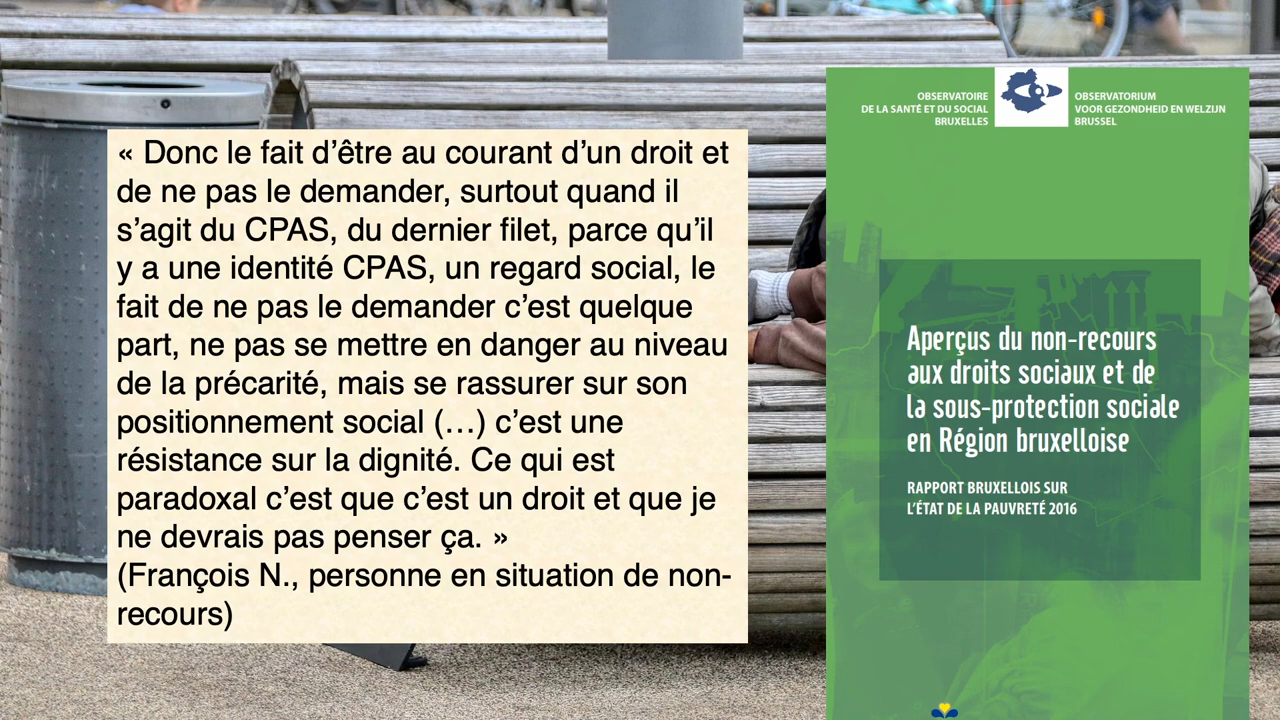 « Donc le fait d’être au courant d’un droit et
de ne pas le demander, surtout quand il
s’agit du CPAS, du dernier filet, parce qu’il
y a une identité CPAS, un regard social, le
fait de ne pas le demander c’est quelque
part, ne pas se mettre en danger au niveau
de la précarité, mais se rassurer sur son
positionnement social (…) c’est une
résistance sur la dignité. Ce qui est
paradoxal c’est que c’est un droit et que je
ne devrais pas penser ça. »
(François N., personne en situation de non-
recours)
OBSERVATOIRE
DE LA SANTÉ ET DU SOCIAL
BRUXELLES
OBSERVATORIUM
VOOR GEZONDHEID EN WELZIJN
BRUSSEL
Aperçus du non-recours
aux droits sociaux et de
la sous-protection sociale
en Région bruxelloise
RAPPORT BRUXELLOIS SUR
L’ÉTAT DE LA PAUVRETÉ 2016